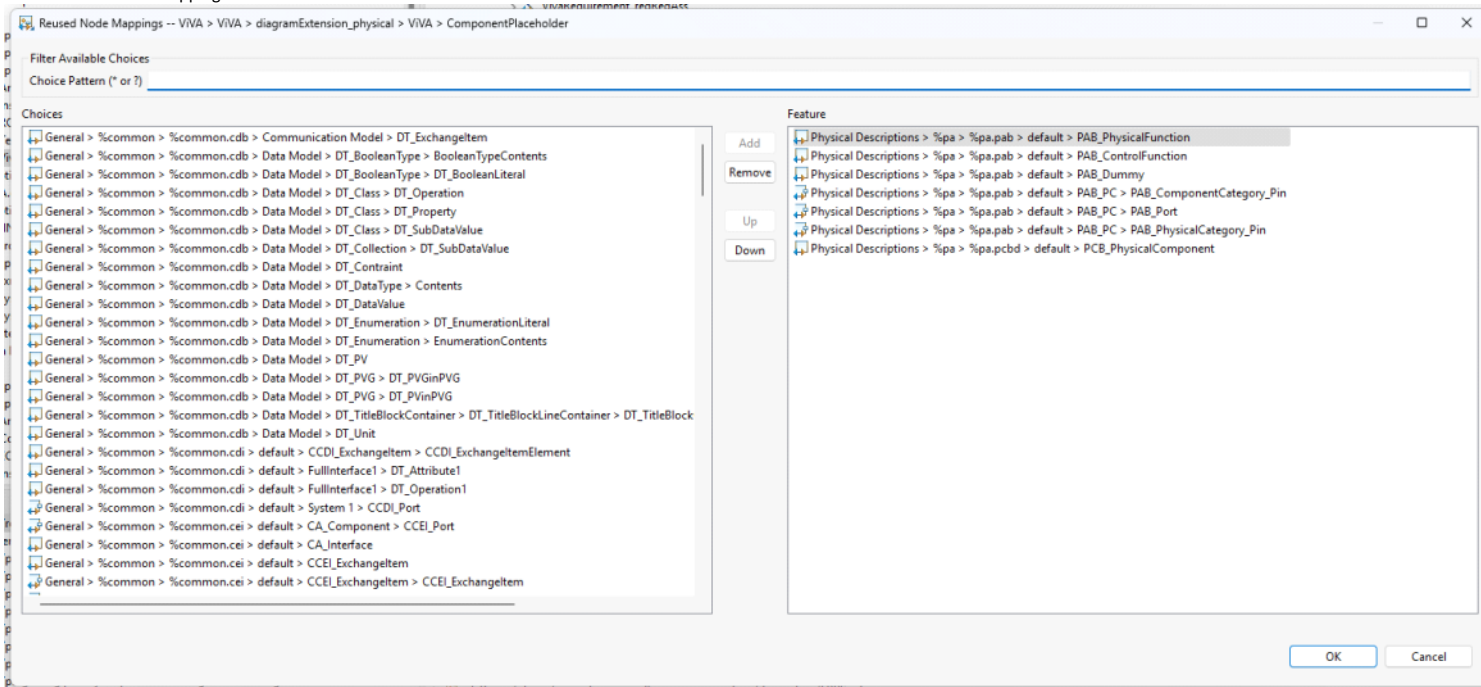 Reused Node Mappings -- ViVA > ViVA > diagramExtension_physical > ViVA > ComponentPlaceholder
Filter Available Choices
Choice Pattern (* or ?)
Choices
General > %common > %common.cdb > Communication Model > DT_ExchangeItem
General > %common > %common.cdb > Data Model > DT_BooleanType > BooleanTypeContents
General > %common > %common.cdb > Data Model > DT_BooleanType > DT_BooleanLiteral
General > %common > %common.cdb > Data Model > DT_Class > DT_Operation
General > %common > %common.cdb > Data Model > DT_Class > DT_Property
General > %common > %common.cdb > Data Model > DT_Class > DT_SubDataValue
General > %common > %common.cdb > Data Model > DT_Collection > DT_SubDataValue
General > %common > %common.cdb > Data Model > DT_Contraint
General > %common > %common.cdb > Data Model > DT_DataType > Contents
General > %common > %common.cdb > Data Model > DT_DataValue
General > %common > %common.cdb > Data Model > DT_Enumeration > DT_EnumerationLiteral
General > %common > %common.cdb > Data Model > DT_Enumeration > EnumerationContents
General > %common > %common.cdb > Data Model > DT_PV
General > %common > %common.cdb > Data Model > DT_PVG > DT_PVGinPVG
General > %common > %common.cdb > Data Model > DT_PVG > DT_PVinPVG
General > %common > %common.cdb > Data Model > DT_TitleBlockContainer > DT_TitleBlockLineContainer > DT_TitleBlock
General > %common > %common.cdb > Data Model > DT_Unit
General > %common > %common.cdi > default > CCDI_ExchangeItem > CCDI_ExchangeItemElement
General > %common > %common.cdi > default > FullInterface1 > DT_Attribute1
General > %common > %common.cdi > default > FullInterface1 > DT_Operation1
General > %common > %common.cdi > default > System 1 > CCDI_Port
General > %common > %common.cei > default > CA_Component > CCEI_Port
General > %common > %common.cei > default > CA_Interface
General > %common > %common.cei > default > CCEI_ExchangeItem
General > %common > %common.cei > default > CCEI_ExchangeItem > CCEI_ExchangeItem
Add
Remove
Up
Down
Feature
Physical Descriptions > %pa > %pa.pab > default > PAB_PhysicalFunction
Physical Descriptions > %pa > %pa.pab > default > PAB_ControlFunction
Physical Descriptions > %pa > %pa.pab > default > PAB_Dummy
Physical Descriptions > %pa > %pa.pab > default > PAB_PC > PAB_ComponentCategory_Pin
Physical Descriptions > %pa > %pa.pab > default > PAB_PC > PAB_Port
Physical Descriptions > %pa > %pa.pab > default > PAB_PC > PAB_PhysicalCategory_Pin
Physical Descriptions > %pa > %pa.pcbd > default > PCB_PhysicalComponent
OK
Cancel